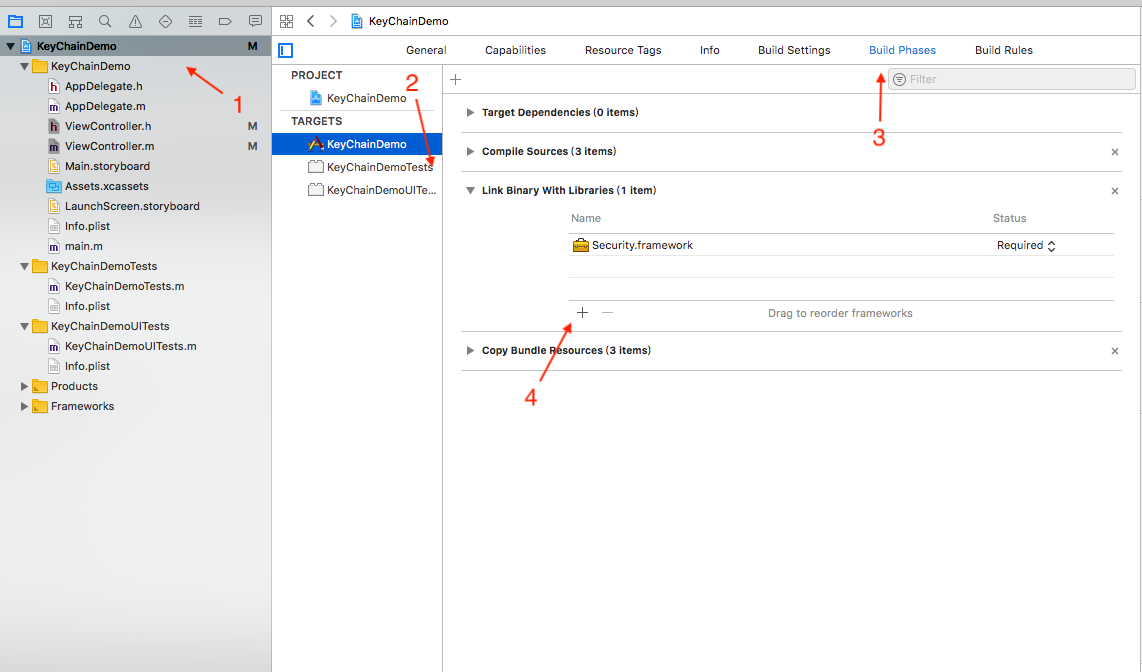 KeyChainDemo
KeyChainDemo M
General Capabilities Resource Tags Info Build Settings Build Phases Build Rules
KeyChainDemo
AppDelegate.h
AppDelegate.m
ViewController.h M
ViewController.m M
Main.storyboard
Assets.xcassets
LaunchScreen.storyboard
Info.plist
main.m
KeyChainDemoTests
KeyChainDemoTests.m
Info.plist
KeyChainDemoUITests
KeyChainDemoUITests.m
Info.plist
Products
Frameworks
1
PROJECT
KeyChainDemo
TARGETS
KeyChainDemo
KeyChainDemoTests
KeyChainDemoUITe...
2
Filter
3
Target Dependencies (0 items)
Compile Sources (3 items)
Link Binary With Libraries (1 item)
Name Status
Security.framework Required
Drag to reorder frameworks
Copy Bundle Resources (3 items)
4